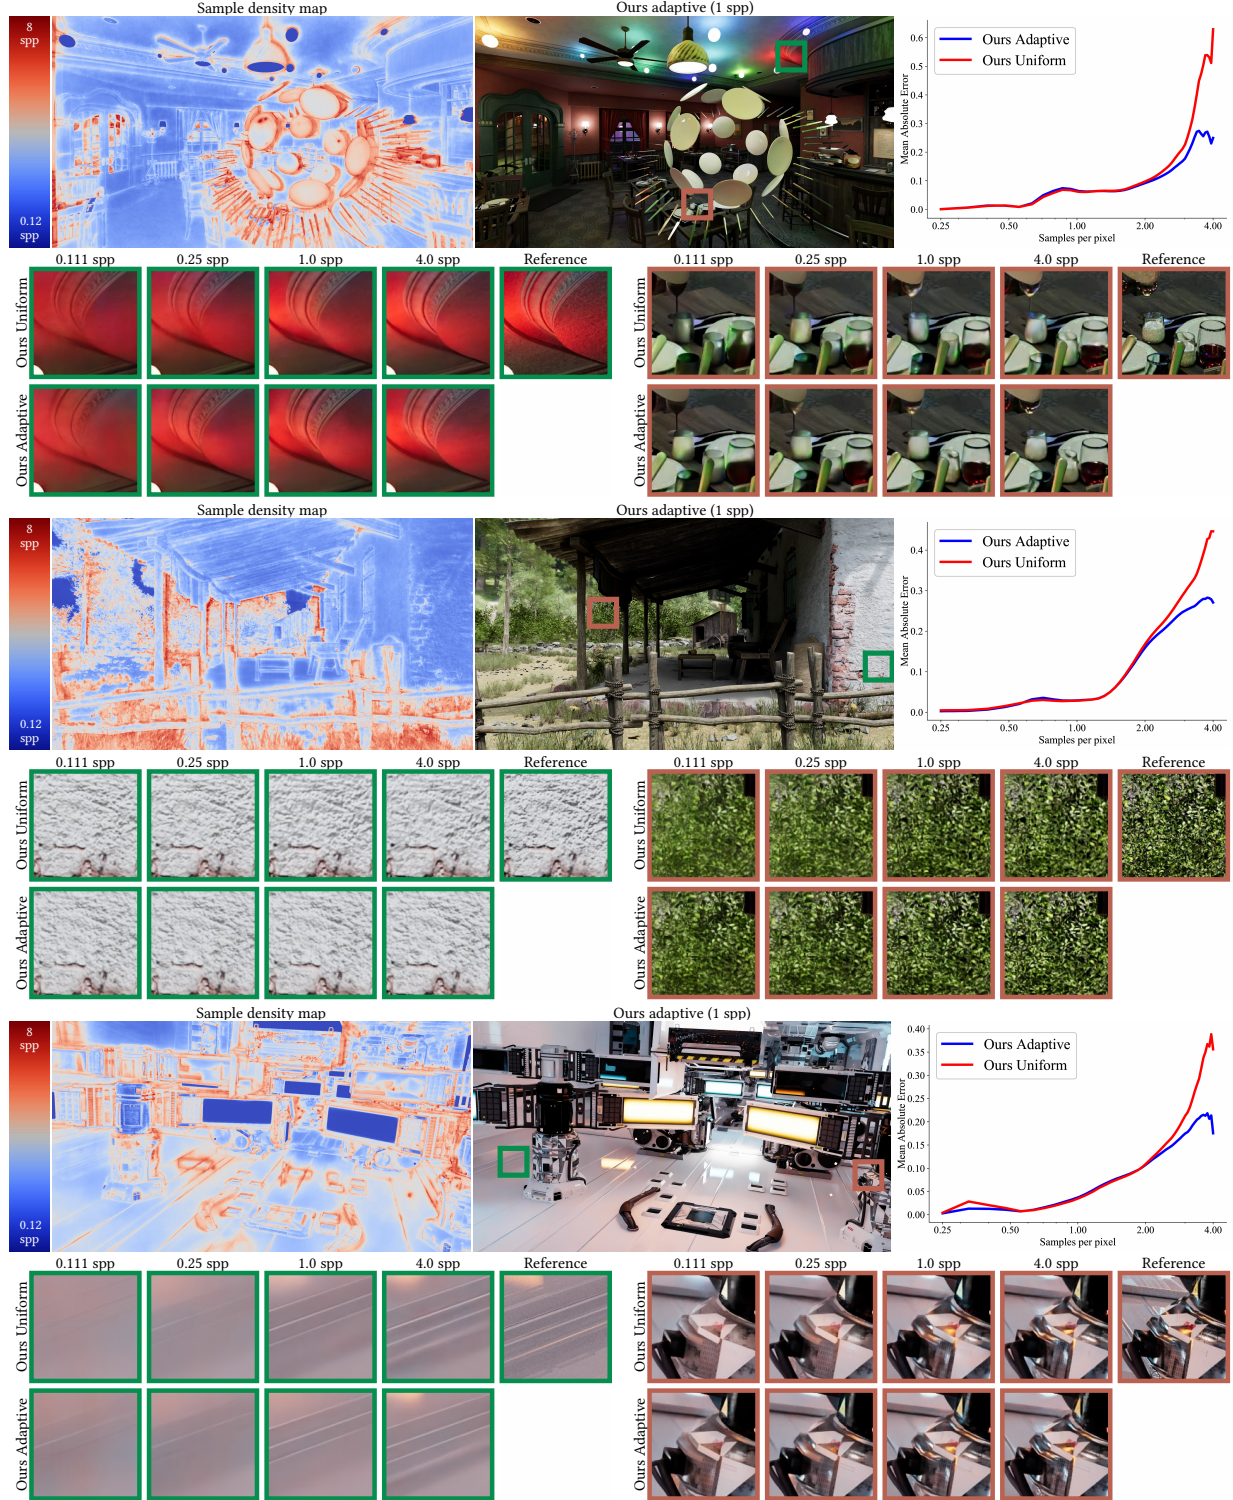 Sample density map
Ours adaptive (1 spp)
8
spp
0.12
spp
Ours Adaptive
Ours Uniform
Mean Absolute Error
0.6
0.5
0.4
0.3
0.2
0.1
0.0
0.25
0.50
1.00
2.00
4.00
Samples per pixel
0.111 spp
0.25 spp
1.0 spp
4.0 spp
Reference
0.111 spp
0.25 spp
1.0 spp
4.0 spp
Reference
Ours Uniform
Ours Uniform
Ours Adaptive
Ours Adaptive
Sample density map
Ours adaptive (1 spp)
8
spp
0.12
spp
Ours Adaptive
Ours Uniform
Mean Absolute Error
0.4
0.3
0.2
0.1
0.0
0.25
0.50
1.00
2.00
4.00
Samples per pixel
0.111 spp
0.25 spp
1.0 spp
4.0 spp
Reference
0.111 spp
0.25 spp
1.0 spp
4.0 spp
Reference
Ours Uniform
Ours Uniform
Ours Adaptive
Ours Adaptive
Sample density map
Ours adaptive (1 spp)
8
spp
0.12
spp
Ours Adaptive
Ours Uniform
Mean Absolute Error
0.40
0.35
0.30
0.25
0.20
0.15
0.10
0.05
0.00
0.25
0.50
1.00
2.00
4.00
Samples per pixel
0.111 spp
0.25 spp
1.0 spp
4.0 spp
Reference
0.111 spp
0.25 spp
1.0 spp
4.0 spp
Reference
Ours Uniform
Ours Uniform
Ours Adaptive
Ours Adaptive